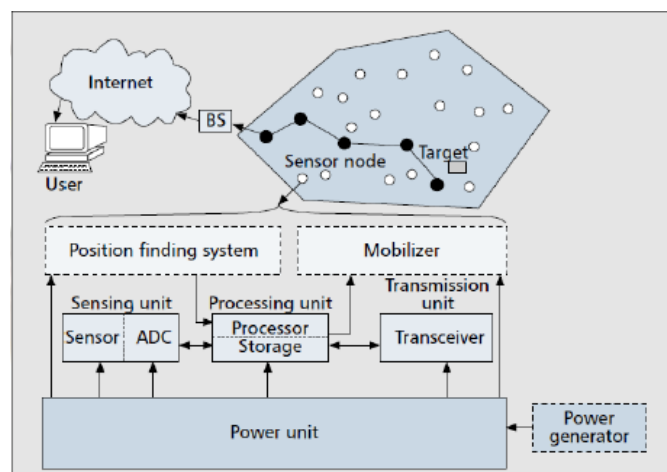 Internet
BS
User
Sensor node
Target
Position finding system
Mobilizer
Sensing unit
Processing unit
Transmission
unit
Sensor
ADC
Processor
Storage
Transceiver
Power unit
Power
generator